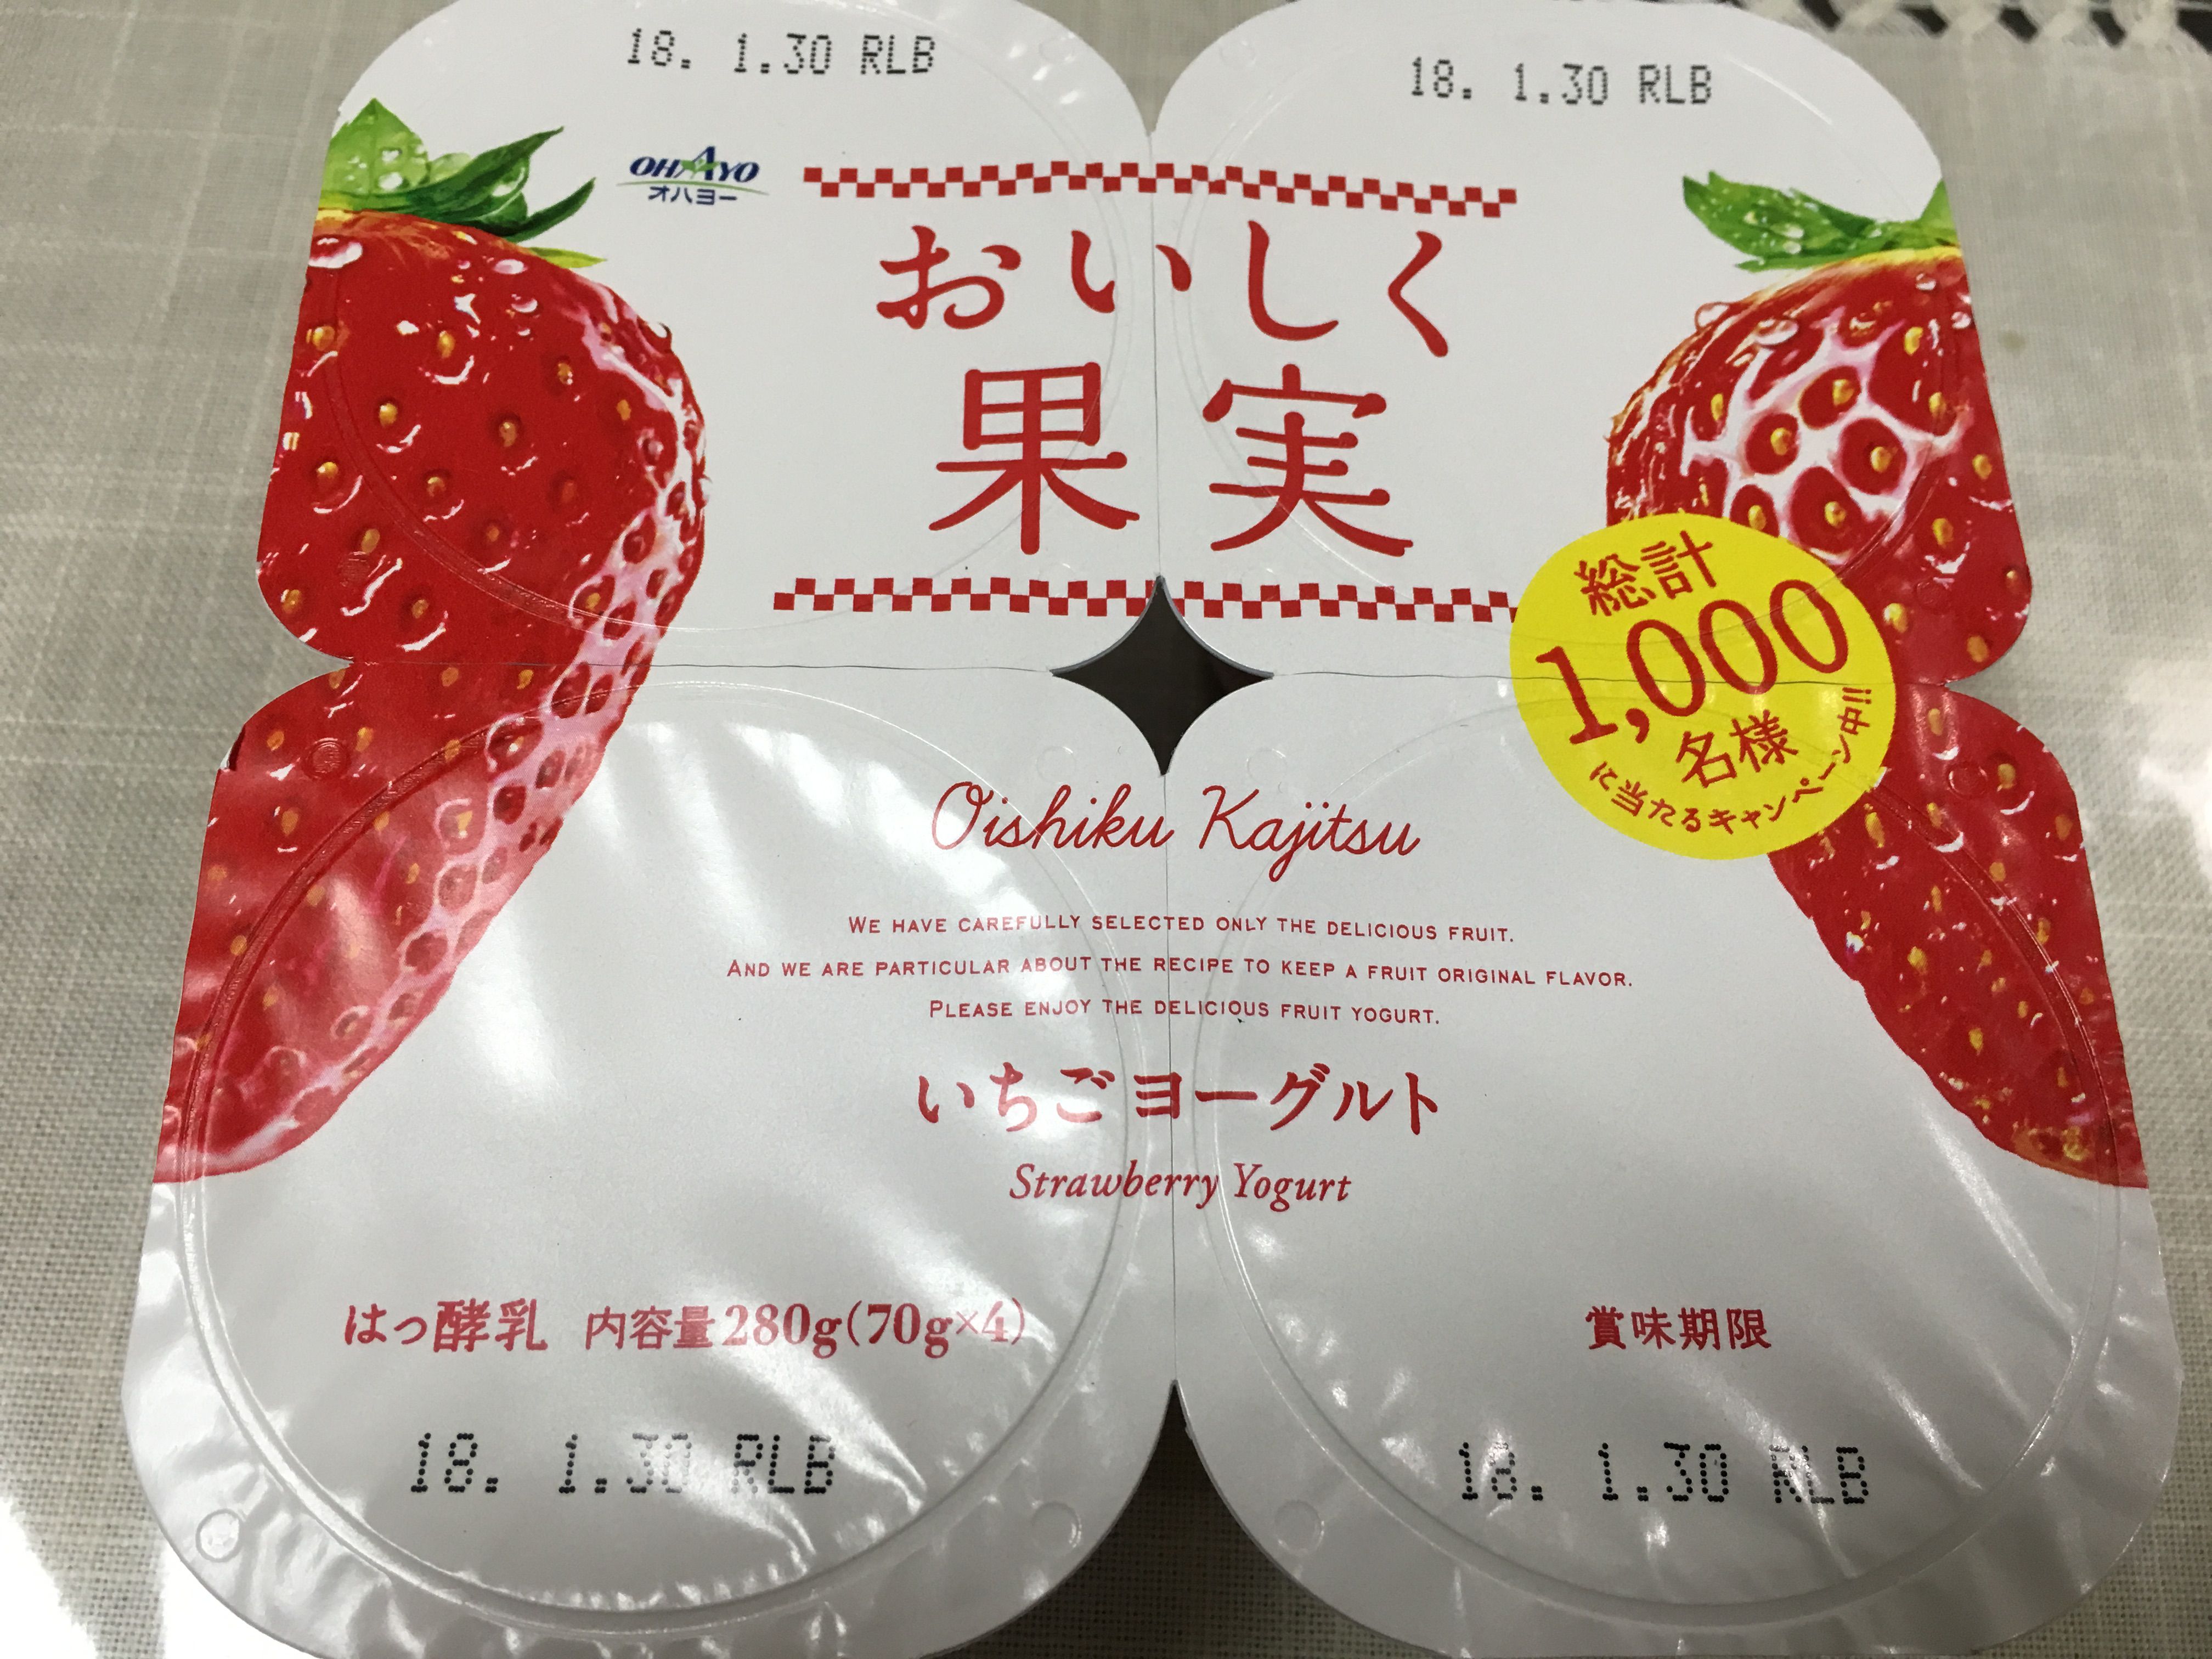 18. 1.30 RLB
18. 1.30 RLB
OHAYO
オハヨー
おいしく
果実
総計
1,000
名様
に当たるキャンペーン中!!
Oishiku Kajitsu
WE HAVE CAREFULLY SELECTED ONLY THE DELICIOUS FRUIT.
AND WE ARE PARTICULAR ABOUT THE RECIPE TO KEEP A FRUIT ORIGINAL FLAVOR.
PLEASE ENJOY THE DELICIOUS FRUIT YOGURT.
いちごヨーグルト
Strawberry Yogurt
はっ酵乳 内容量280g(70g×4)
賞味期限
18. 1.30 RLB
18. 1.30 RLB